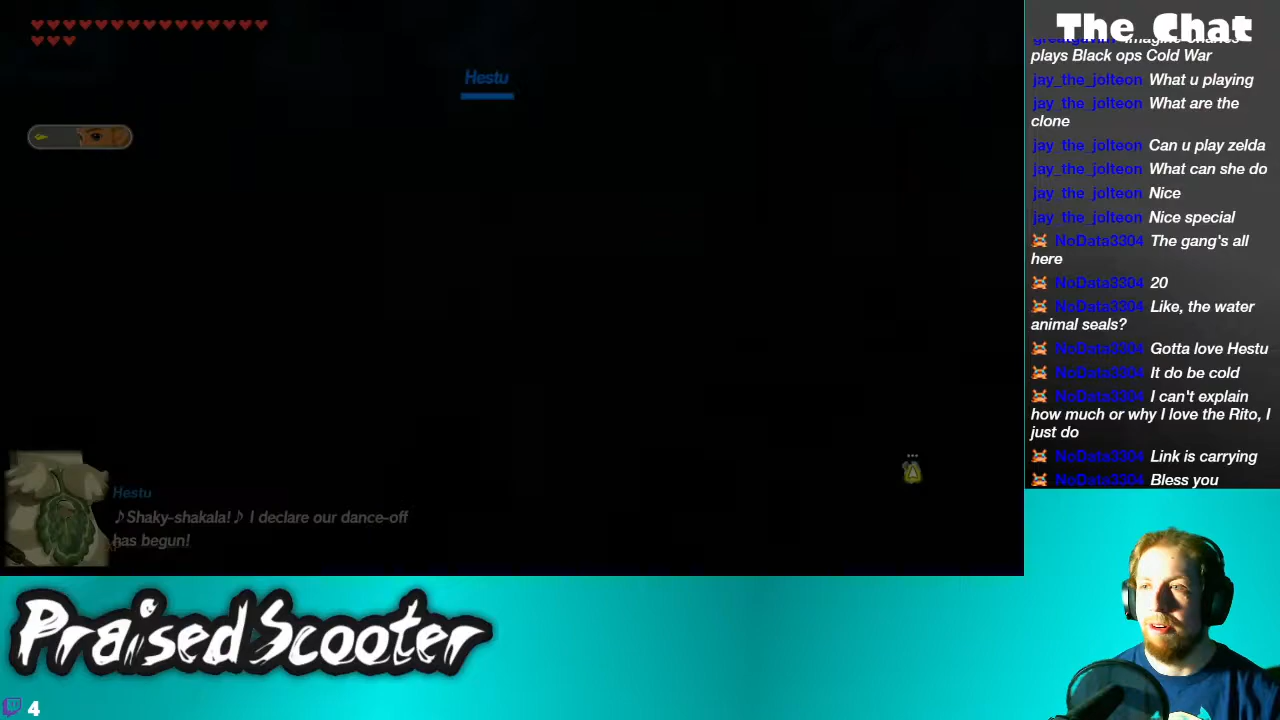 Hestu
Hestu
♪Shaky-shakala!♪ I declare our dance-off
has begun!
The Chat
plays Black ops Cold War
jay_the_jolteon What u playing
jay_the_jolteon What are the
clone
jay_the_jolteon Can u play zelda
jay_the_jolteon What can she do
jay_the_jolteon Nice
jay_the_jolteon Nice special
NoData3304 The gang's all
here
NoData3304 20
NoData3304 Like, the water
animal seals?
NoData3304 Gotta love Hestu
NoData3304 It do be cold
NoData3304 I can't explain
how much or why I love the Rito, I
just do
NoData3304 Link is carrying
NoData3304 Bless you
Praised Scooter
4